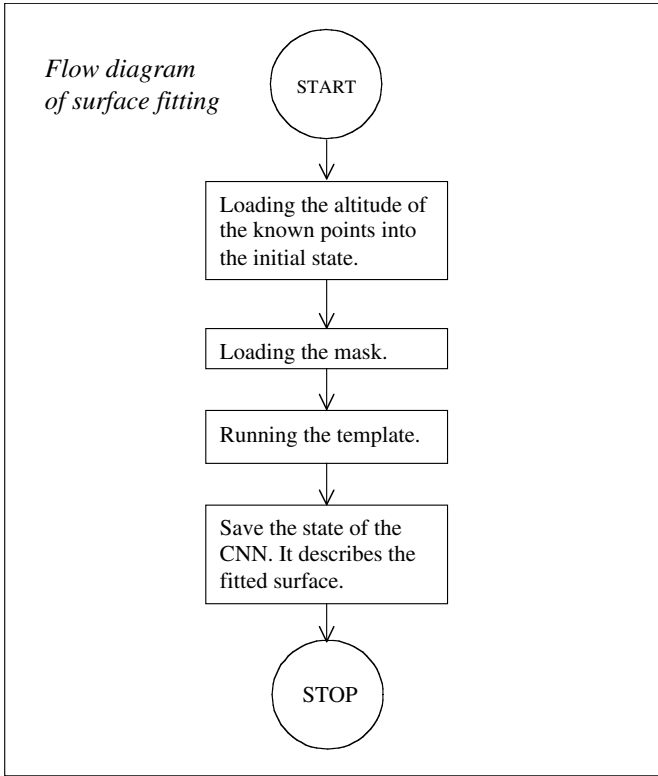 Flow diagram
of surface fitting
START
Loading the altitude of
the known points into
the initial state.
Loading the mask.
Running the template.
Save the state of the
CNN. It describes the
fitted surface.
STOP